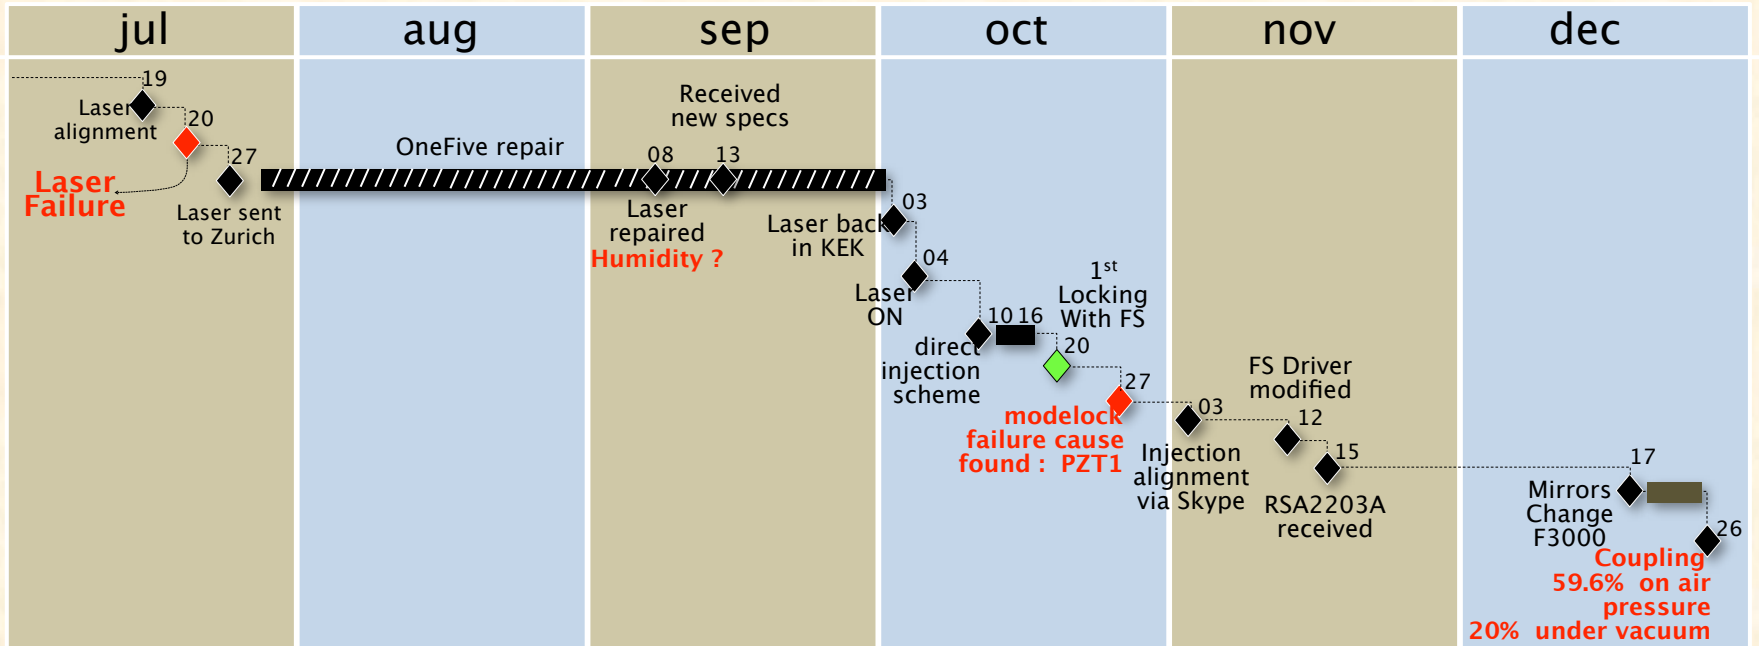 jul
aug
sep
oct
nov
dec
19
Laser
alignment
20
Laser
Failure
27
Laser sent
to Zurich
OneFive repair
08
Laser
repaired
Humidity ?
Received
new specs
13
03
Laser back
in KEK
04
Laser
ON
10 16
direct
injection
scheme
1st
Locking
With FS
20
27
modelock
failure cause
found : PZT1
03
Injection
alignment
via Skype
FS Driver
modified
12
15
RSA2203A
received
17
Mirrors
Change
F3000
26
Coupling
59.6% on air
pressure
20% under vacuum